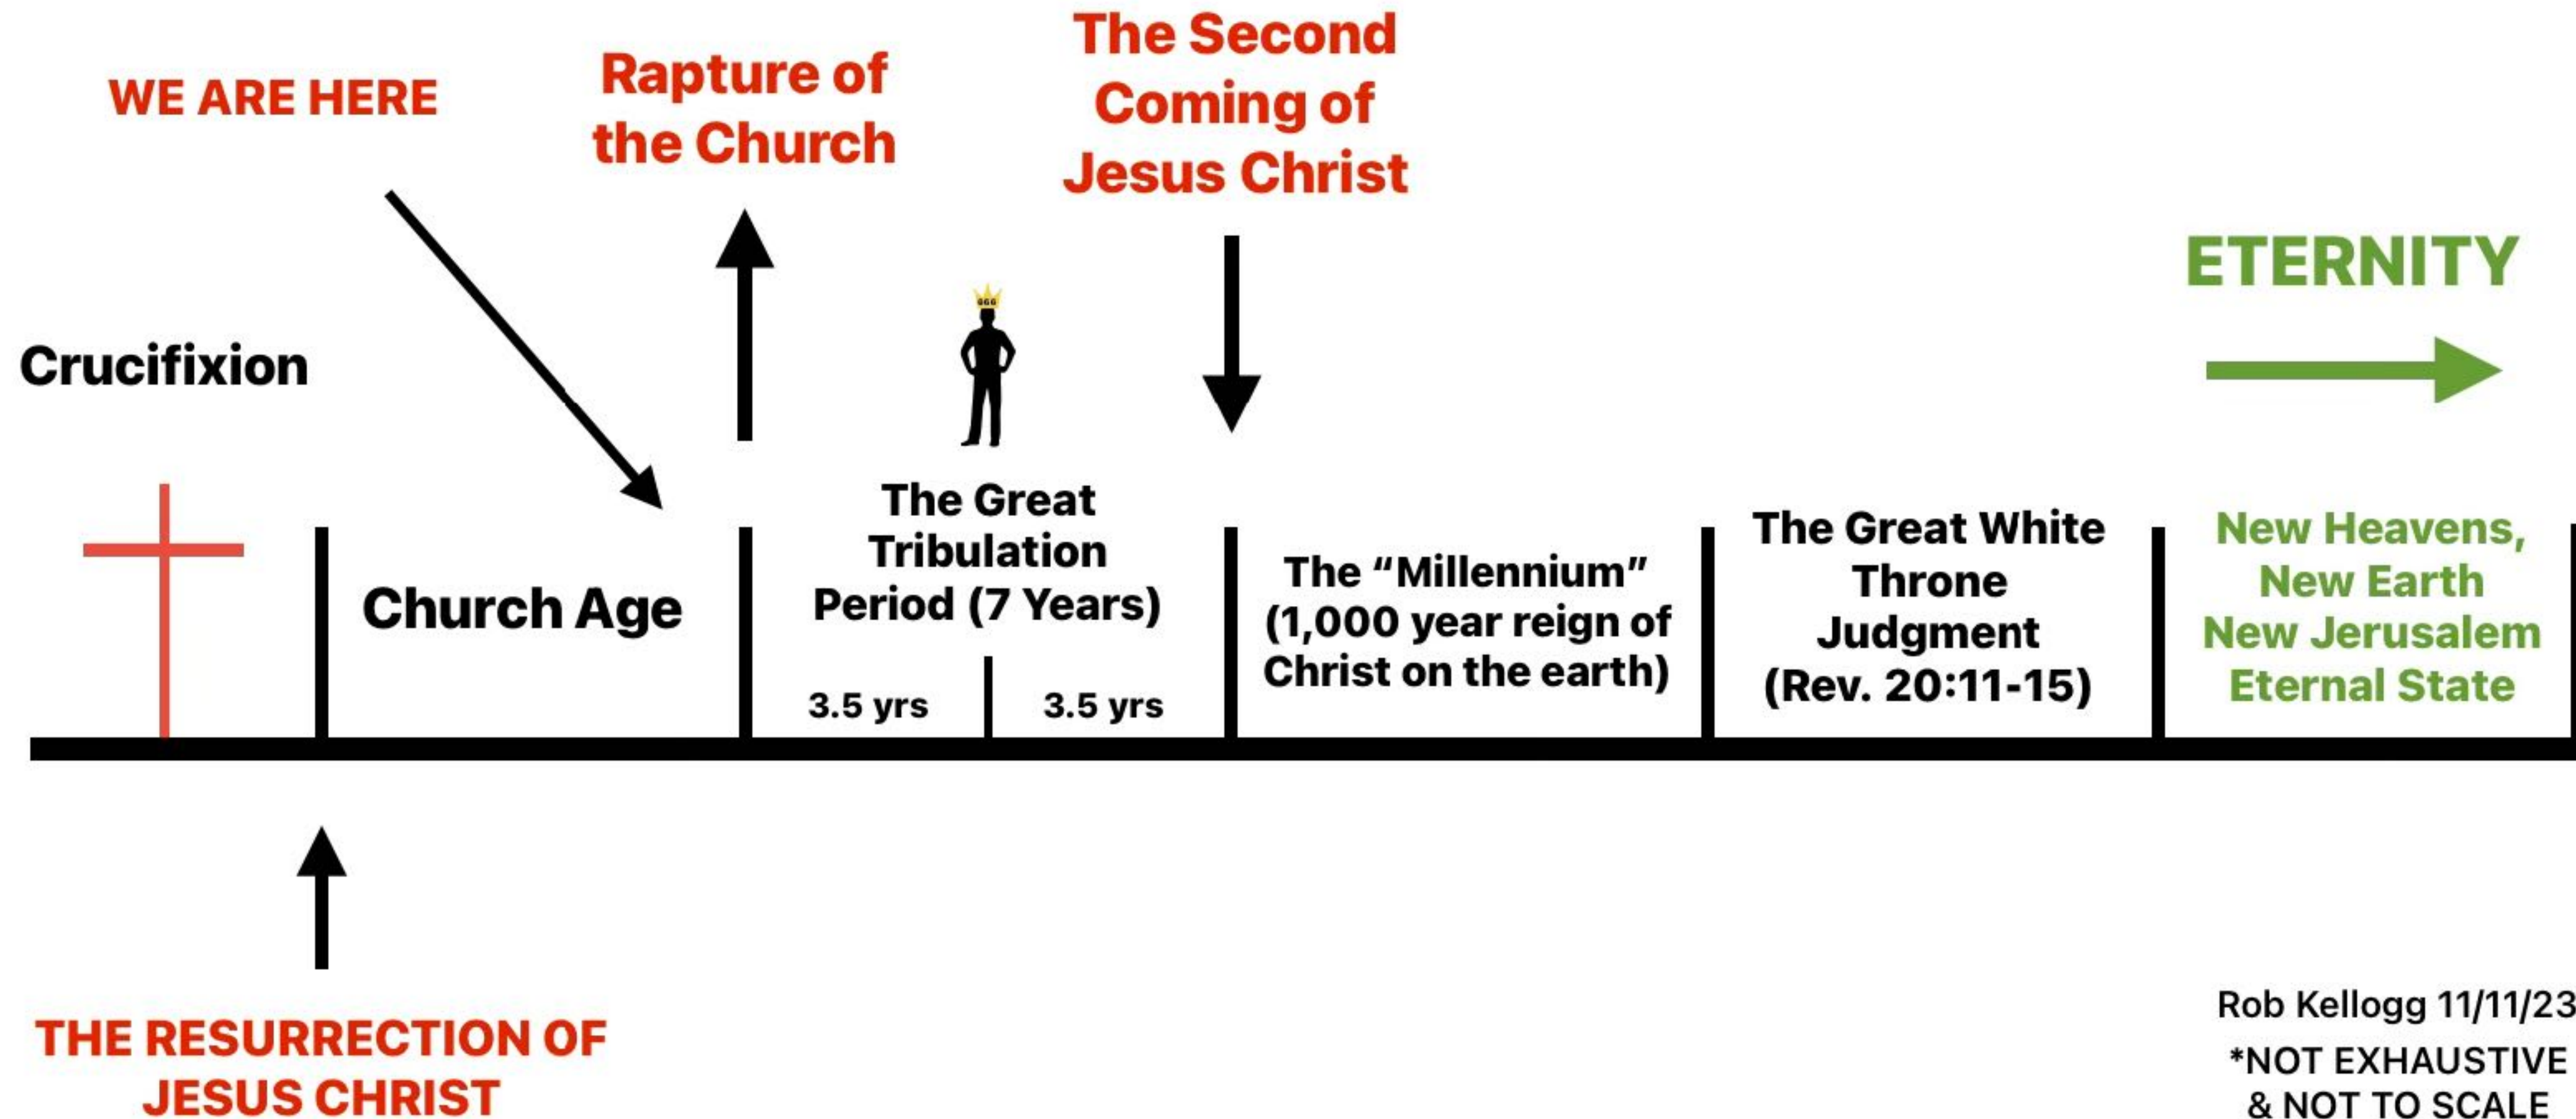 WE ARE HERE
Rapture of
the Church
The Second
Coming of
Jesus Christ
ETERNITY
Crucifixion
666
Church Age
The Great
Tribulation
Period (7 Years)
3.5 yrs
3.5 yrs
The “Millennium”
(1,000 year reign of
Christ on the earth)
The Great White
Throne
Judgment
(Rev. 20:11-15)
New Heavens,
New Earth
New Jerusalem
Eternal State
THE RESURRECTION OF
JESUS CHRIST
Rob Kellogg 11/11/23
*NOT EXHAUSTIVE
& NOT TO SCALE